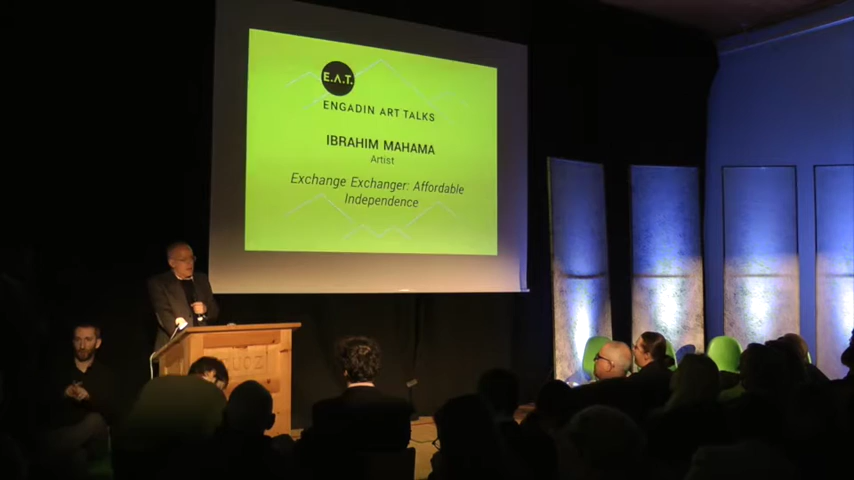 E.A.T.
ENGADIN ART TALKS
IBRAHIM MAHAMA
Artist
Exchange Exchanger: Affordable
Independence